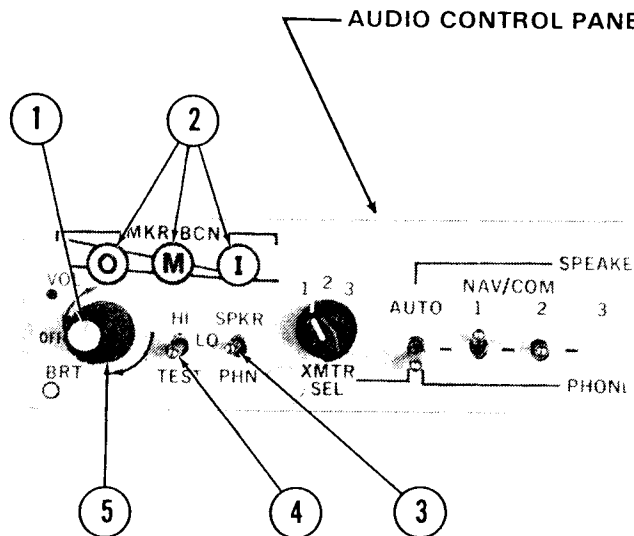 AUDIO CONTROL PANE
1 2
MKR BCN
O M I
VO
OFF
BRT
HI SPKR
LO
TEST PHN
1 2 3
XMTR
SEL
SPEAKE
NAV/COM
AUTO 1 2 3
PHONE
5 4 3